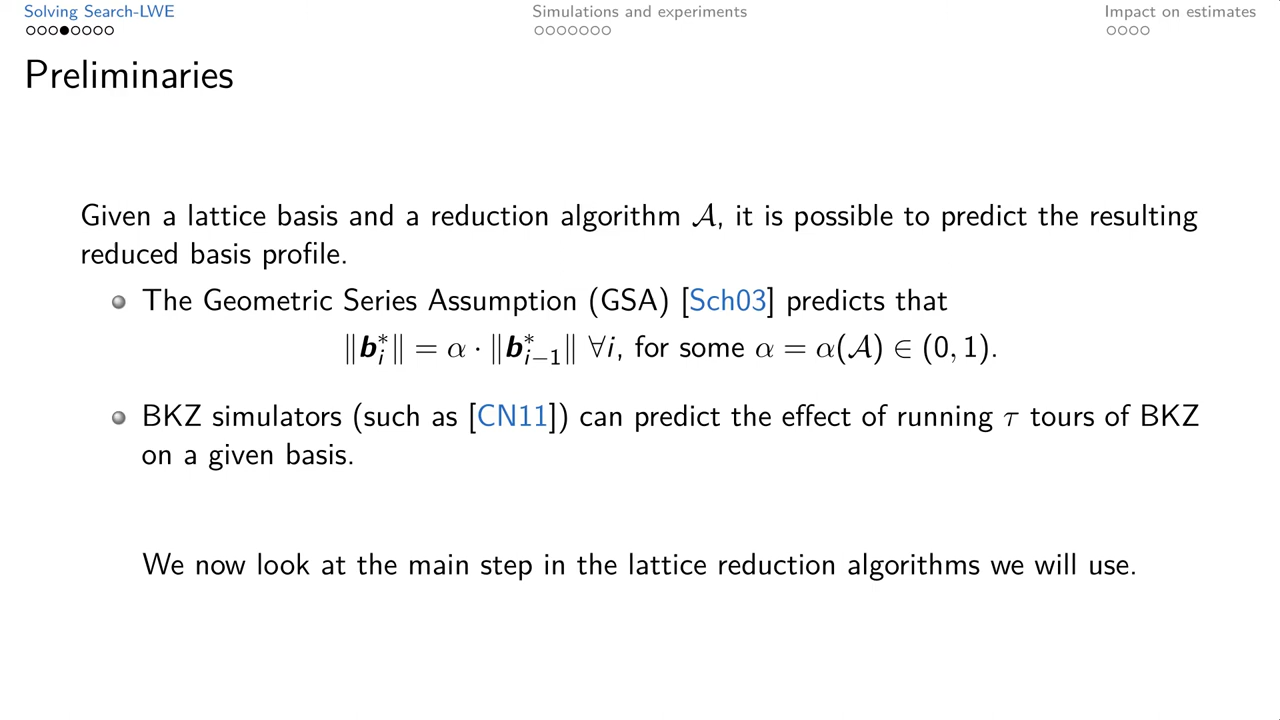 Solving Search-LWE
Simulations and experiments
Impact on estimates
Preliminaries
Given a lattice basis and a reduction algorithm 𝒜, it is possible to predict the resulting
reduced basis profile.
The Geometric Series Assumption (GSA) [Sch03] predicts that
‖b*_i‖ = α · ‖b*_{i−1}‖ ∀i, for some α = α(𝒜) ∈ (0, 1).
BKZ simulators (such as [CN11]) can predict the effect of running τ tours of BKZ
on a given basis.
We now look at the main step in the lattice reduction algorithms we will use.